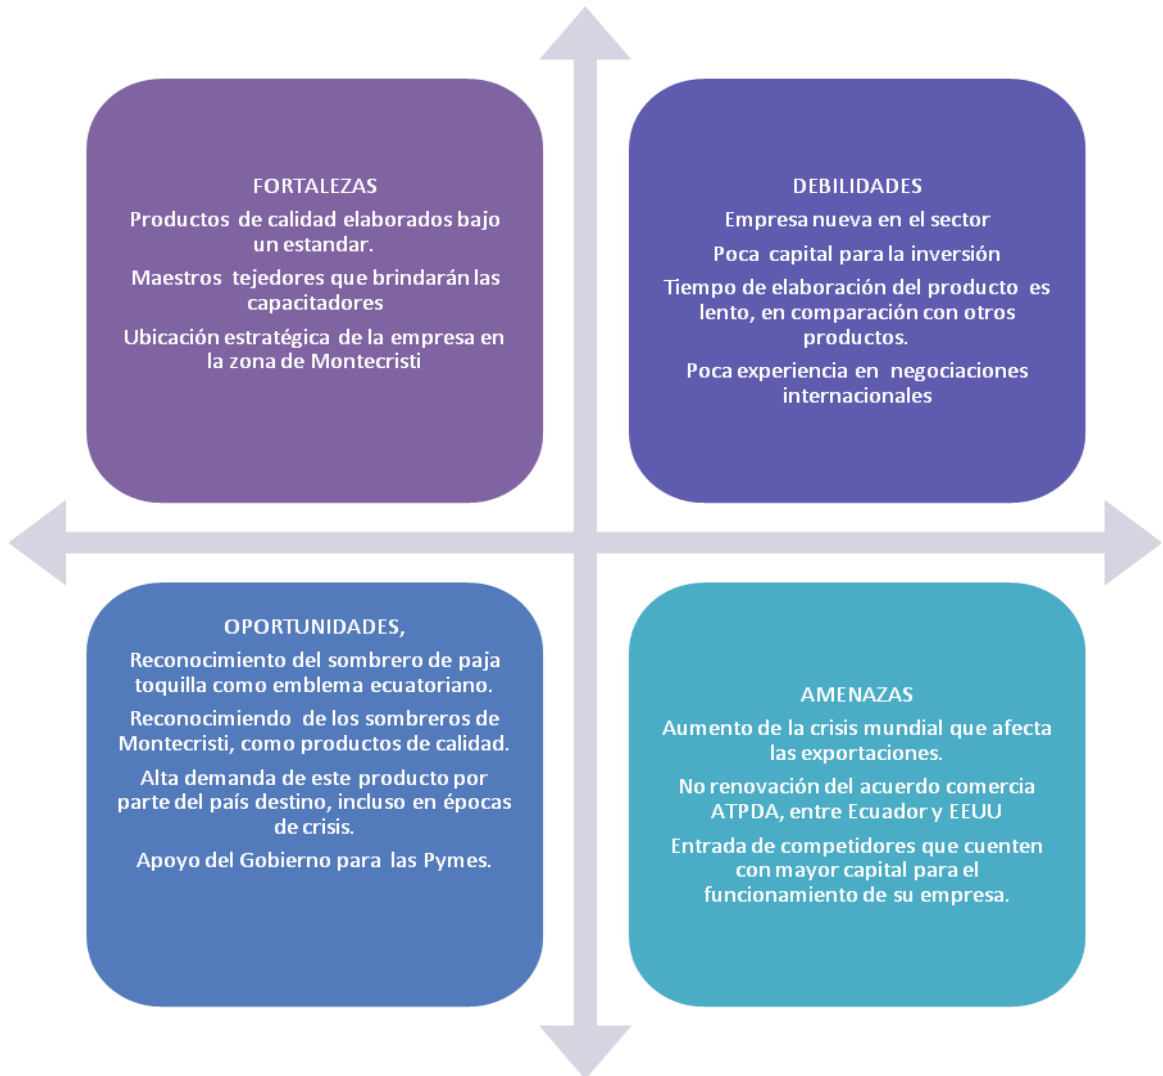 FORTALEZAS
Productos de calidad elaborados bajo
un estandar.
Maestros tejedores que brindarán las
capacitadores
Ubicación estratégica de la empresa en
la zona de Montecristi
DEBILIDADES
Empresa nueva en el sector
Poca capital para la inversión
Tiempo de elaboración del producto es
lento, en comparación con otros
productos.
Poca experiencia en negociaciones
internacionales
OPORTUNIDADES,
Reconocimiento del sombrero de paja
toquilla como emblema ecuatoriano.
Reconocimiendo de los sombreros de
Montecristi, como productos de calidad.
Alta demanda de este producto por
parte del país destino, incluso en épocas
de crisis.
Apoyo del Gobierno para las Pymes.
AMENAZAS
Aumento de la crisis mundial que afecta
las exportaciones.
No renovación del acuerdo comercia
ATPDA, entre Ecuador y EEUU
Entrada de competidores que cuenten
con mayor capital para el
funcionamiento de su empresa.